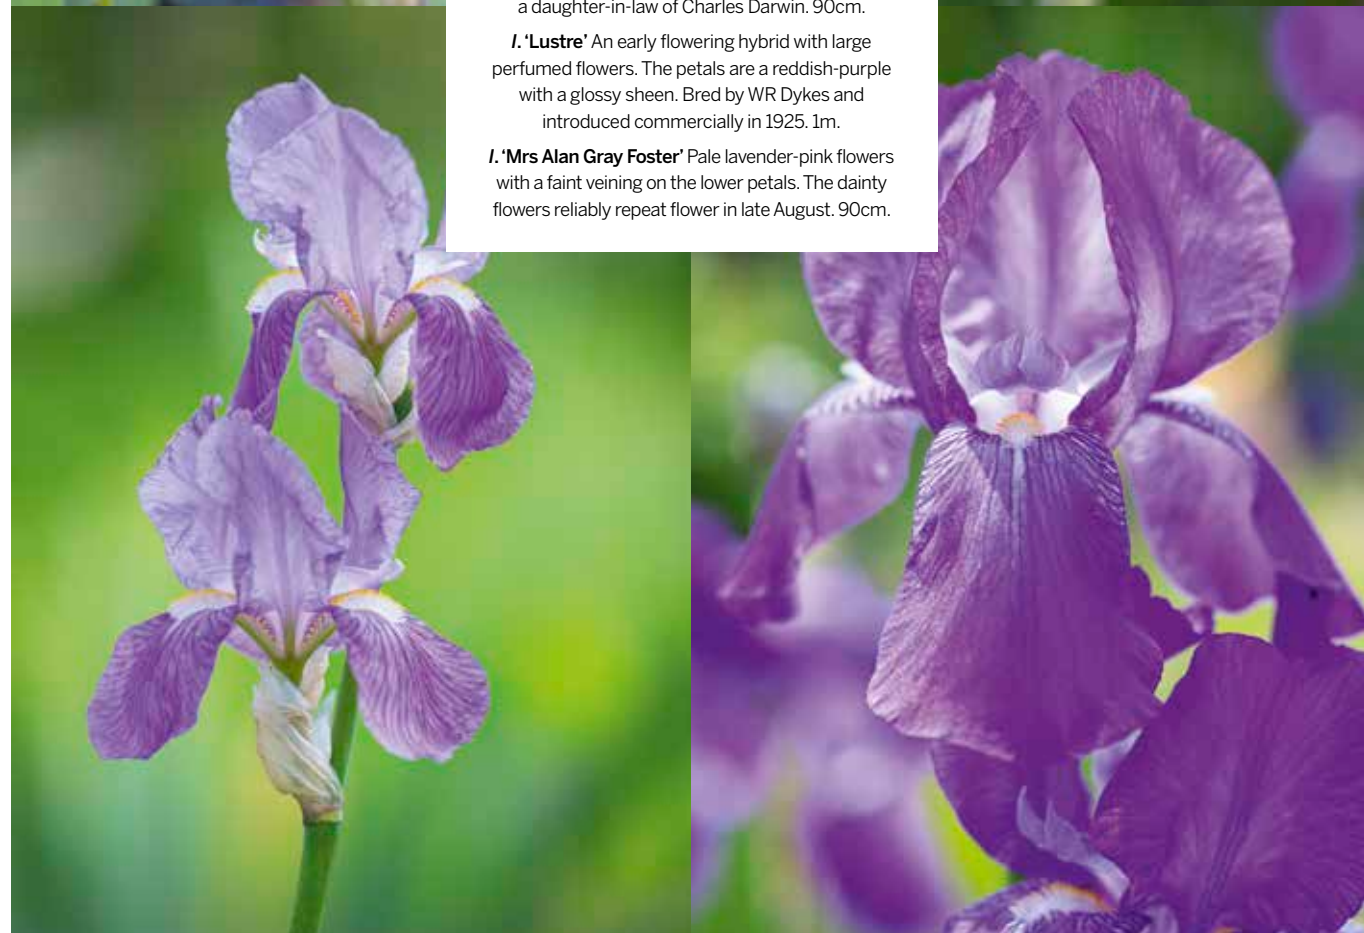 a daughter-in-law of Charles Darwin. 90cm.
I. ‘Lustre’ An early flowering hybrid with large
perfumed flowers. The petals are a reddish-purple
with a glossy sheen. Bred by WR Dykes and
introduced commercially in 1925. 1m.
I. ‘Mrs Alan Gray Foster’ Pale lavender-pink flowers
with a faint veining on the lower petals. The dainty
flowers reliably repeat flower in late August. 90cm.